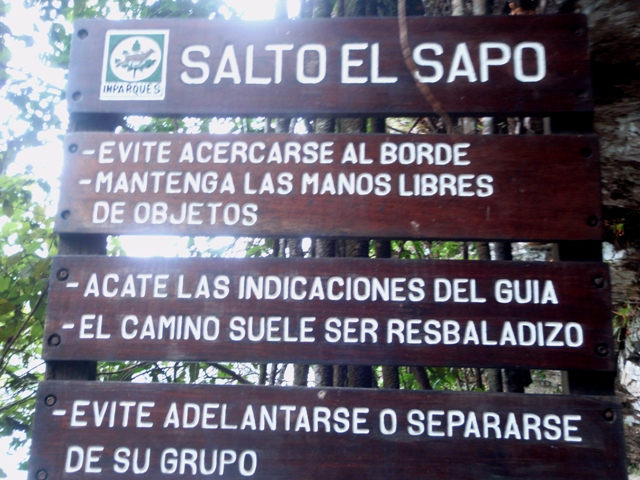 INPARQUES
SALTO EL SAPO
-EVITE ACERCARSE AL BORDE
-MANTENGA LAS MANOS LIBRES
DE OBJETOS
-ACATE LAS INDICACIONES DEL GUIA
-EL CAMINO SUELE SER RESBALADIZO
-EVITE ADELANTARSE O SEPARARSE
DE SU GRUPO